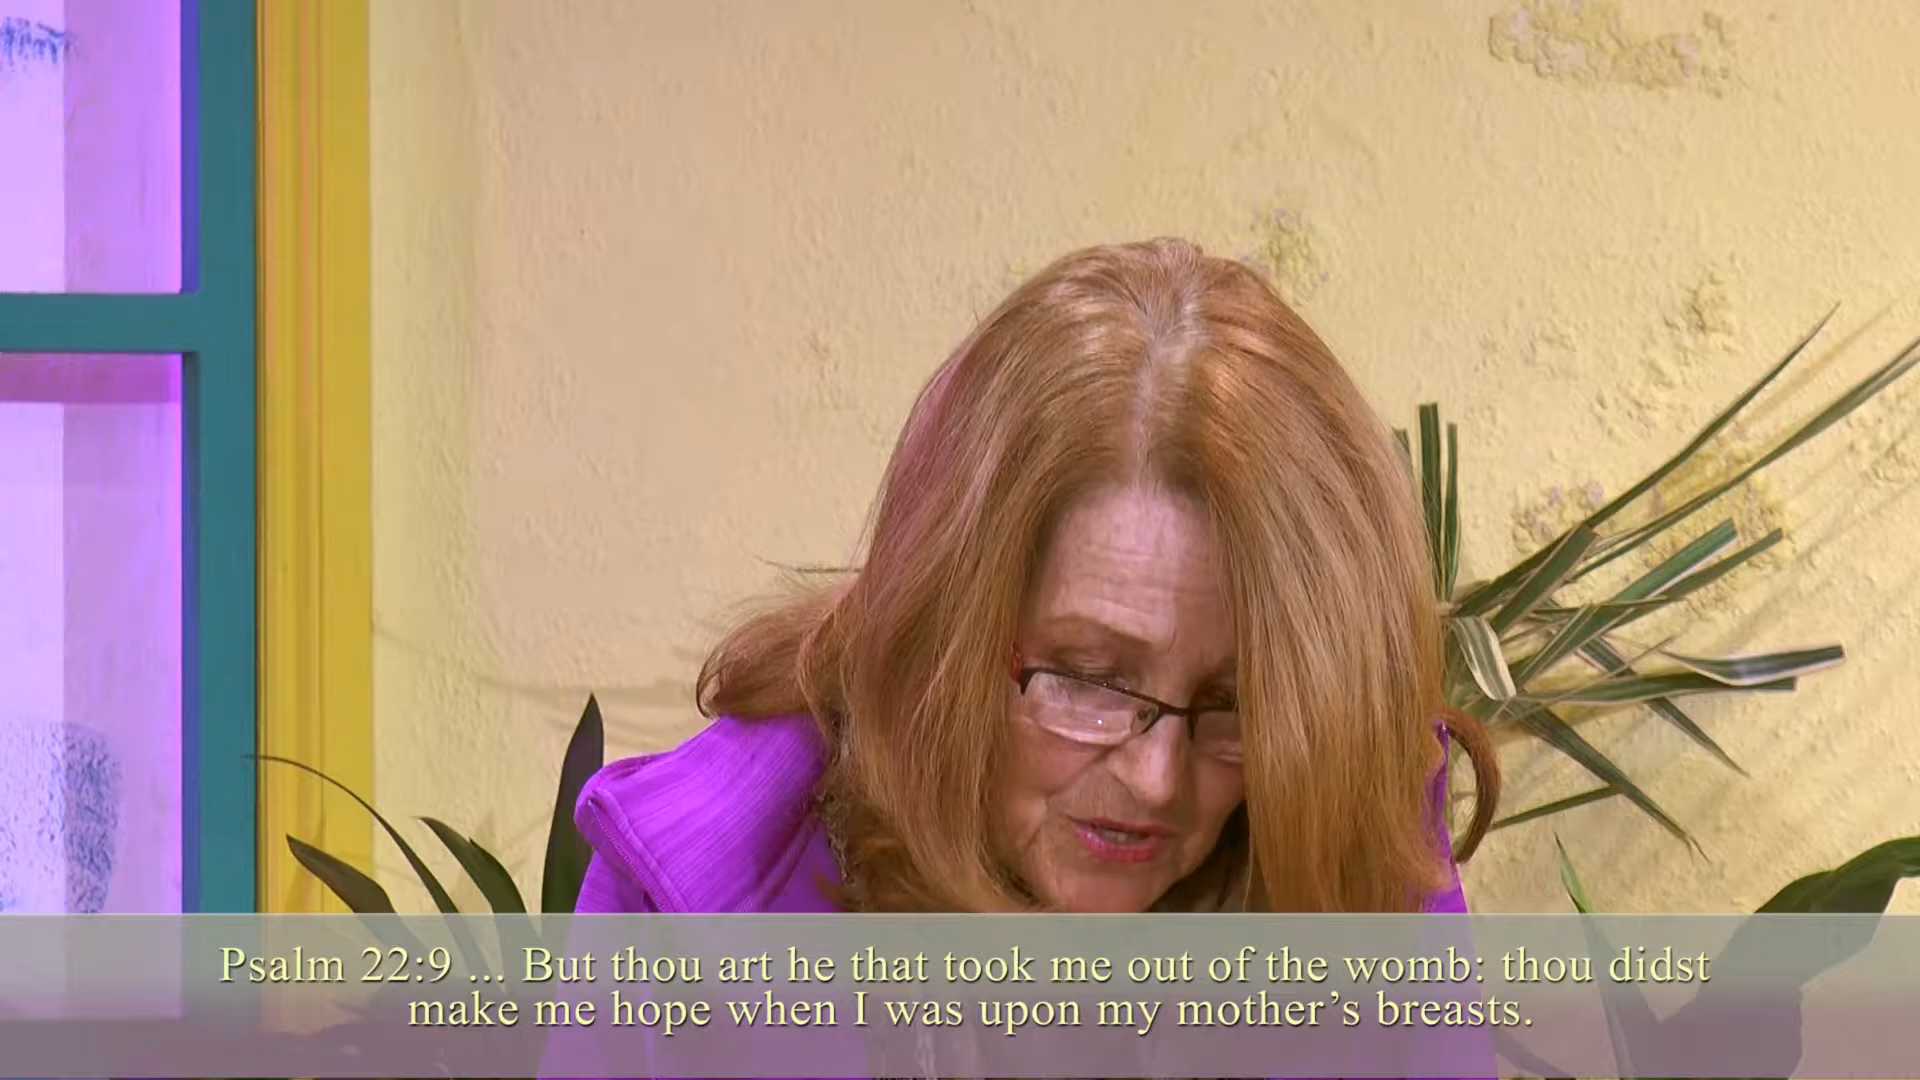 Psalm 22:9 ... But thou art he that took me out of the womb: thou didst
make me hope when I was upon my mother’s breasts.